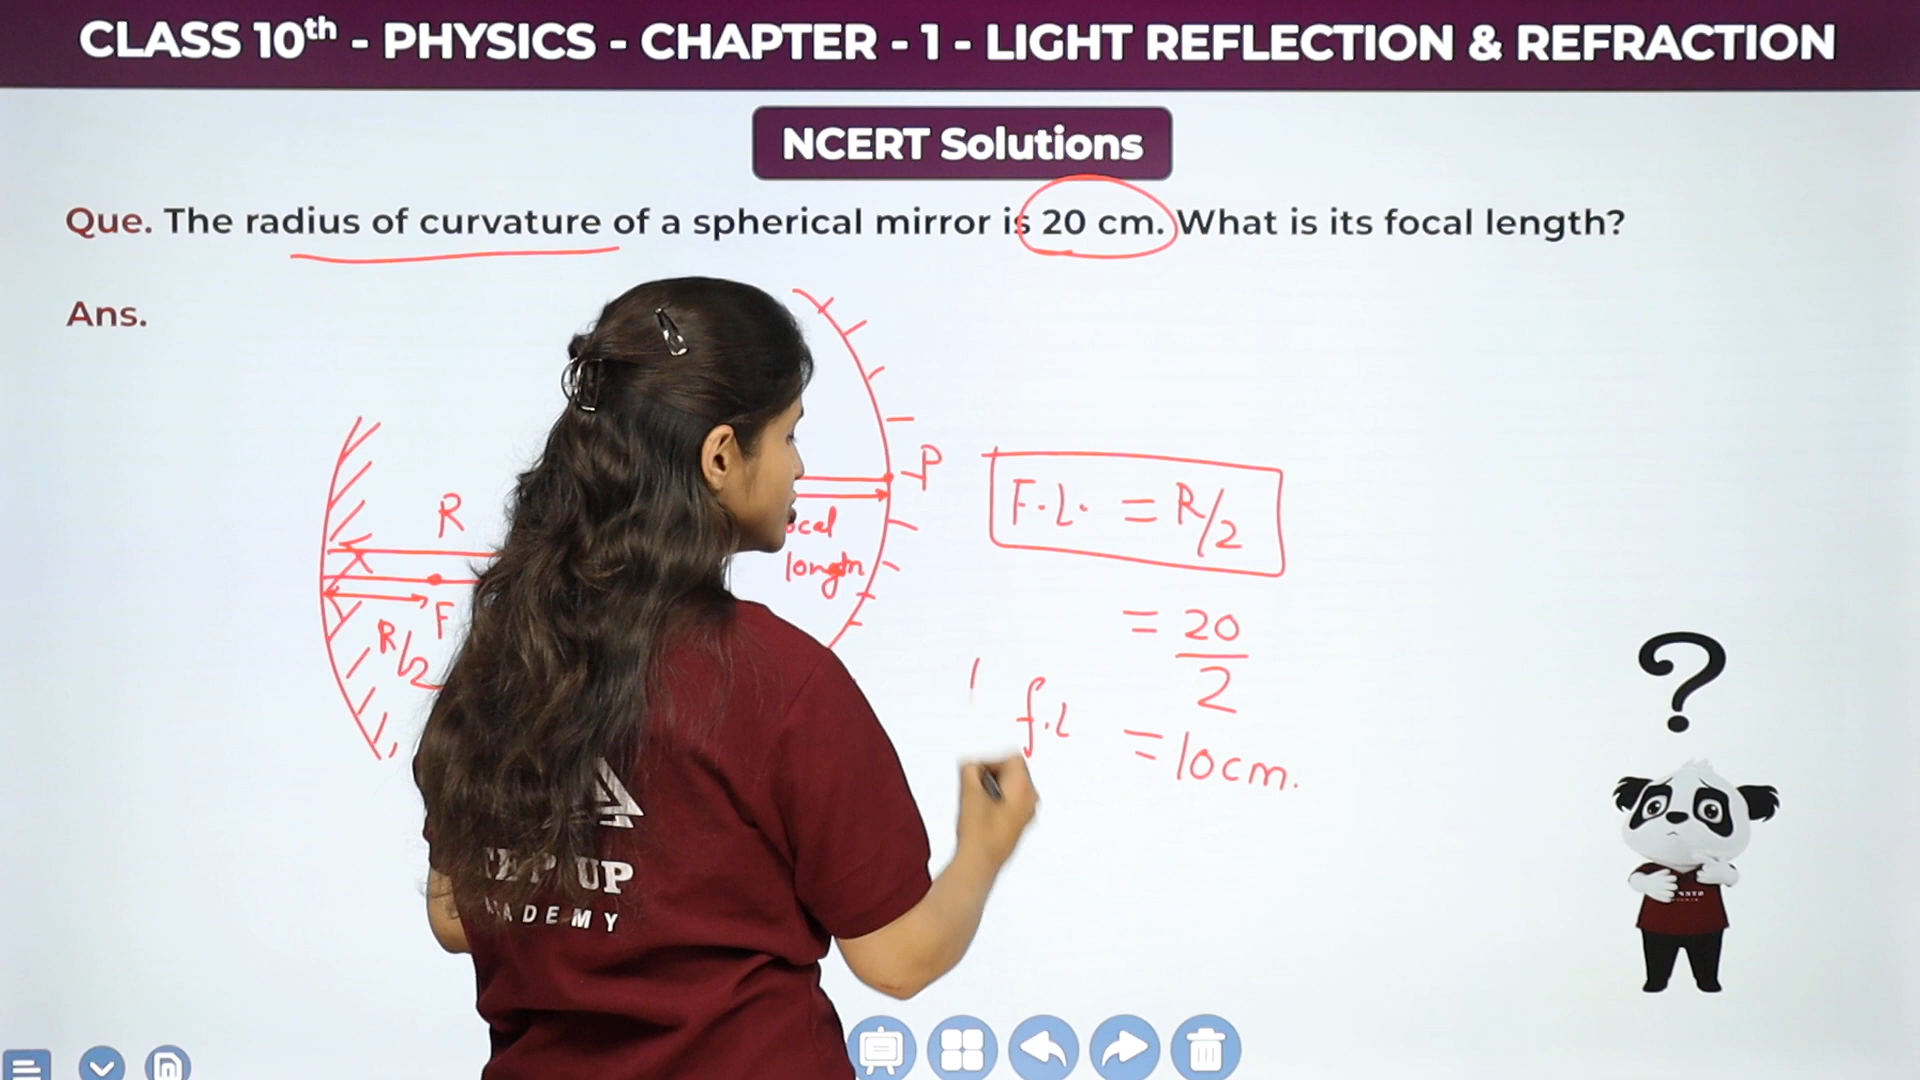 CLASS 10th - PHYSICS - CHAPTER - 1 - LIGHT REFLECTION & REFRACTION
NCERT Solutions
Que. The radius of curvature of a spherical mirror is 20 cm. What is its focal length?
Ans.
P
R
F.L. = R/2
ocal
length
F
R/2
= 20
2
f.L = 10cm.
UP
ADEMY